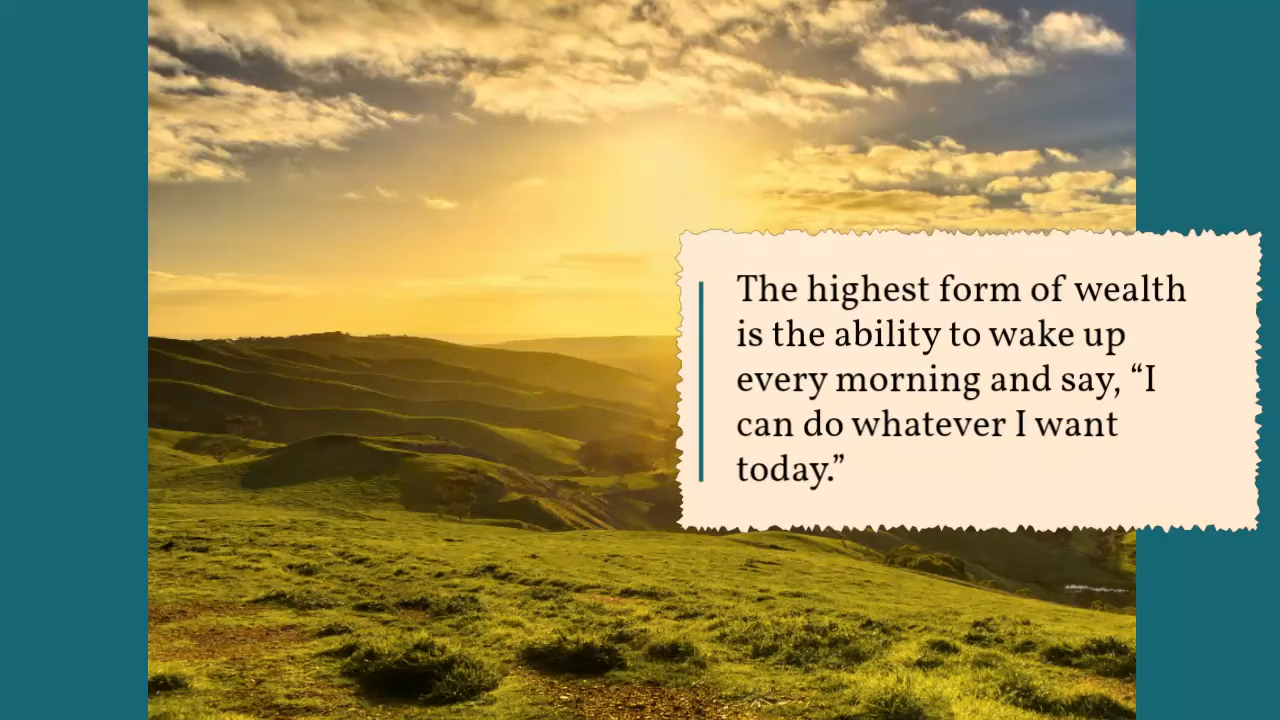 The highest form of wealth
is the ability to wake up
every morning and say, “I
can do whatever I want
today.”